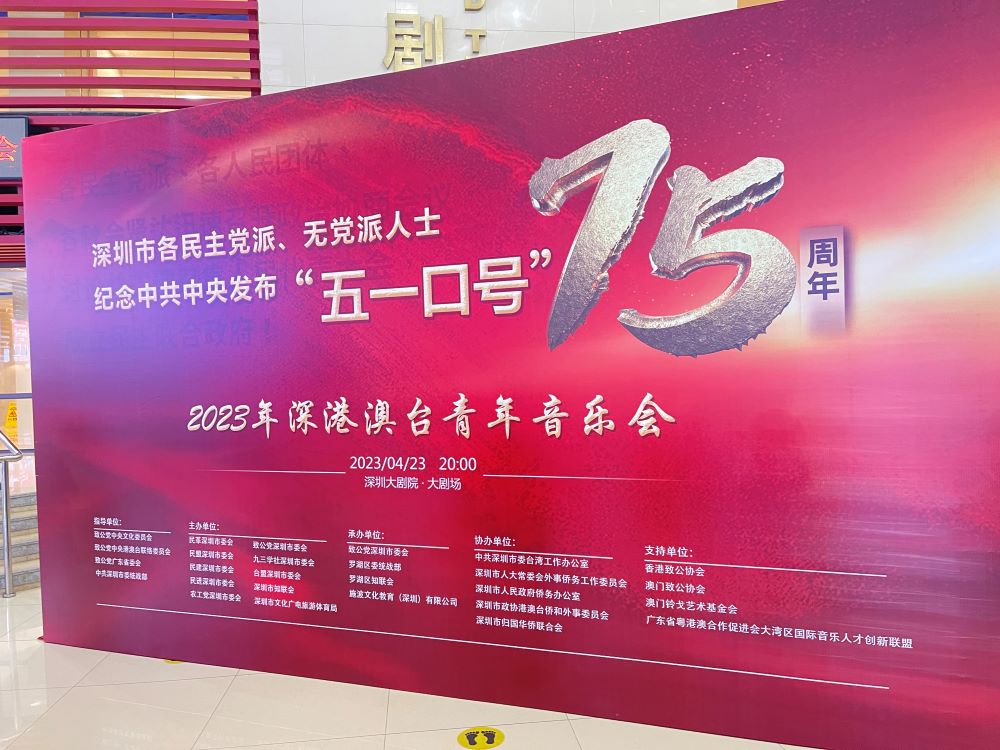 剧
会
各民主党派、各人民团体、
深圳市各民主党派、无党派人士
纪念中共中央发布“五一口号”
75
周年
2023年深港澳台青年音乐会
2023/04/23 20:00
深圳大剧院·大剧场
指导单位：
致公党中央文化委员会
致公党中央港澳台联络委员会
致公党广东省委会
中共深圳市委统战部
主办单位：
民革深圳市委会
民盟深圳市委会
民建深圳市委会
民进深圳市委会
农工党深圳市委会
致公党深圳市委会
九三学社深圳市委会
台盟深圳市委会
深圳市知联会
深圳市文化广电旅游体育局
承办单位：
致公党深圳市委会
罗湖区委统战部
罗湖区知联会
施波文化教育（深圳）有限公司
协办单位：
中共深圳市委台湾工作办公室
深圳市人大常委会外事侨务工作委员会
深圳市人民政府侨务办公室
深圳市政协港澳台侨和外事委员会
深圳市归国华侨联合会
支持单位：
香港致公协会
澳门致公协会
澳门铃戈艺术基金会
广东省粤港澳合作促进会大湾区国际音乐人才创新联盟